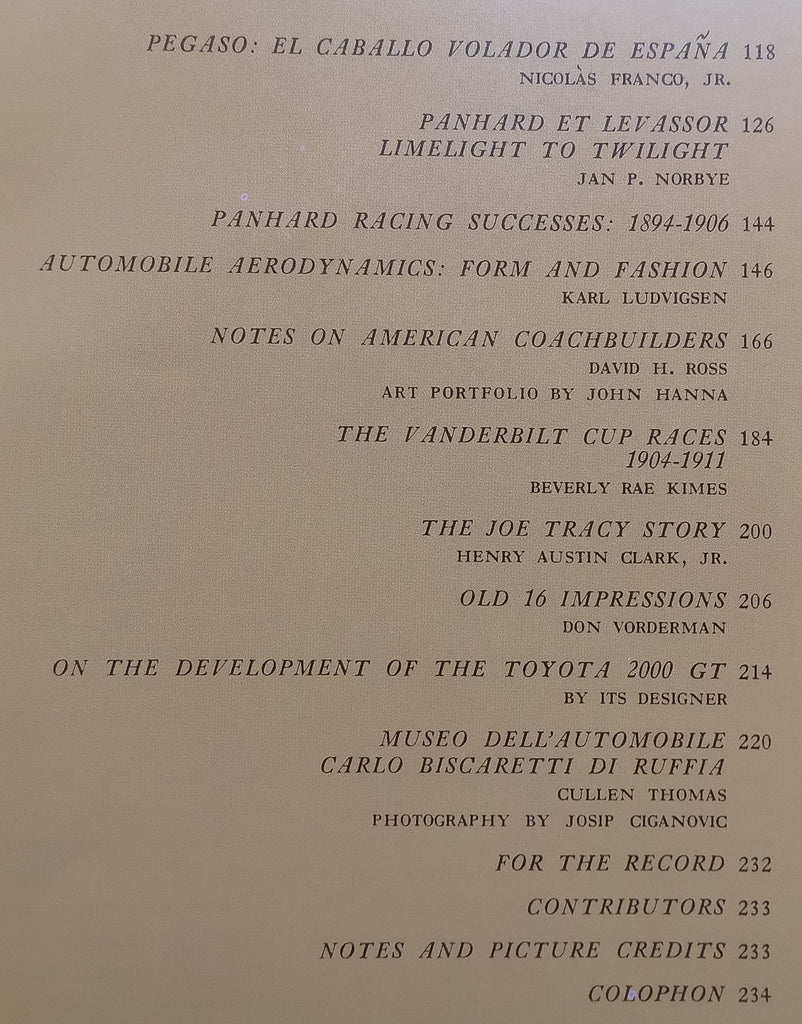 PEGASO: EL CABALLO VOLADOR DE ESPAÑA 118
NICOLÀS FRANCO, JR.
PANHARD ET LEVASSOR 126
LIMELIGHT TO TWILIGHT
JAN P. NORBYE
PANHARD RACING SUCCESSES: 1894-1906 144
AUTOMOBILE AERODYNAMICS: FORM AND FASHION 146
KARL LUDVIGSEN
NOTES ON AMERICAN COACHBUILDERS 166
DAVID H. ROSS
ART PORTFOLIO BY JOHN HANNA
THE VANDERBILT CUP RACES 184
1904-1911
BEVERLY RAE KIMES
THE JOE TRACY STORY 200
HENRY AUSTIN CLARK, JR.
OLD 16 IMPRESSIONS 206
DON VORDERMAN
ON THE DEVELOPMENT OF THE TOYOTA 2000 GT 214
BY ITS DESIGNER
MUSEO DELL'AUTOMOBILE 220
CARLO BISCARETTI DI RUFFIA
CULLEN THOMAS
PHOTOGRAPHY BY JOSIP CIGANOVIC
FOR THE RECORD 232
CONTRIBUTORS 233
NOTES AND PICTURE CREDITS 233
COLOPHON 234